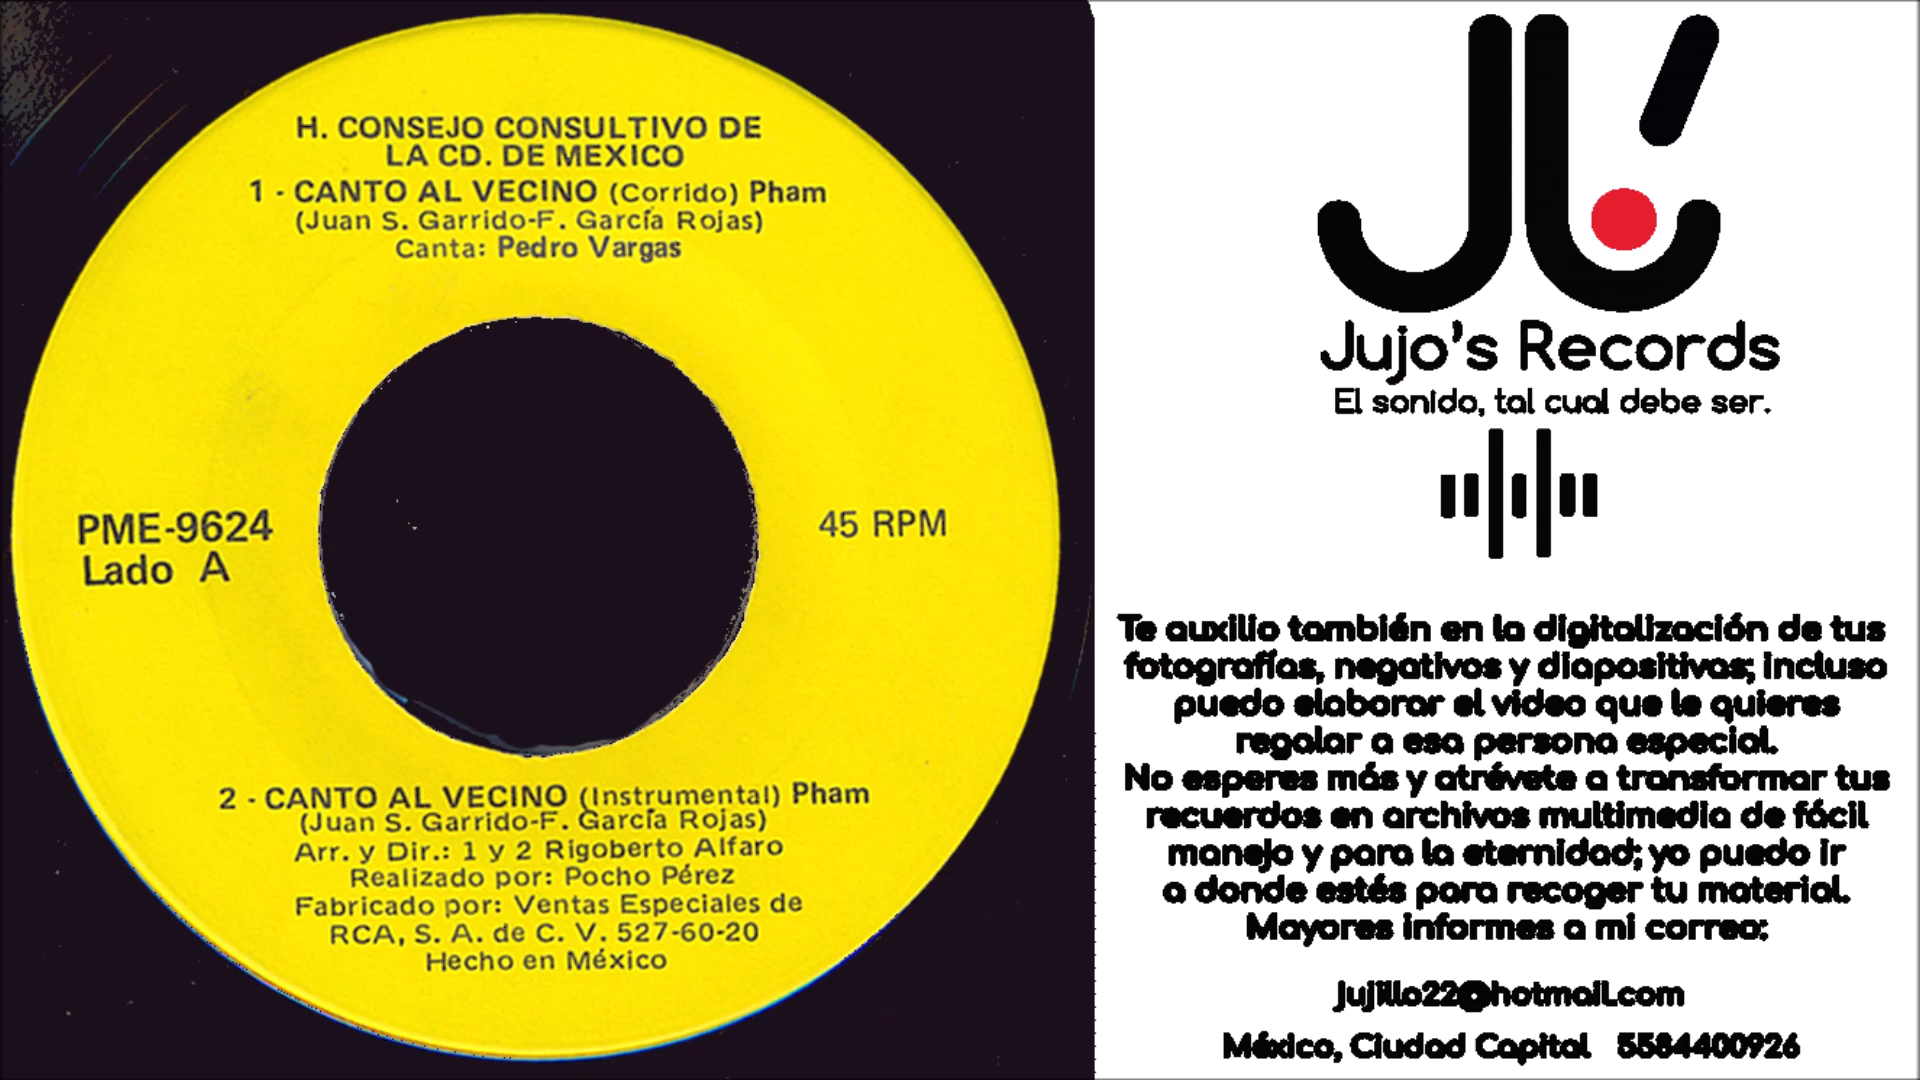 H. CONSEJO CONSULTIVO DE
LA CD. DE MEXICO
1 - CANTO AL VECINO (Corrido) Pham
(Juan S. Garrido-F. García Rojas)
Canta: Pedro Vargas
PME-9624
Lado A
45 RPM
2 - CANTO AL VECINO (Instrumental) Pham
(Juan S. Garrido-F. García Rojas)
Arr. y Dir.: 1 y 2 Rigoberto Alfaro
Realizado por: Pocho Pérez
Fabricado por: Ventas Especiales de
RCA, S. A. de C. V. 527-60-20
Hecho en México
Jujo's Records
El sonido, tal cual debe ser.
Te auxilio también en la digitalización de tus
fotografías, negativos y diapositivas; incluso
puedo elaborar el video que le quieres
regalar a esa persona especial.
No esperes más y atrévete a transformar tus
recuerdos en archivos multimedia de fácil
manejo y para la eternidad; yo puedo ir
a donde estés para recoger tu material.
Mayores informes a mi correo:
jujillo22@hotmail.com
México, Ciudad Capital 5584400926